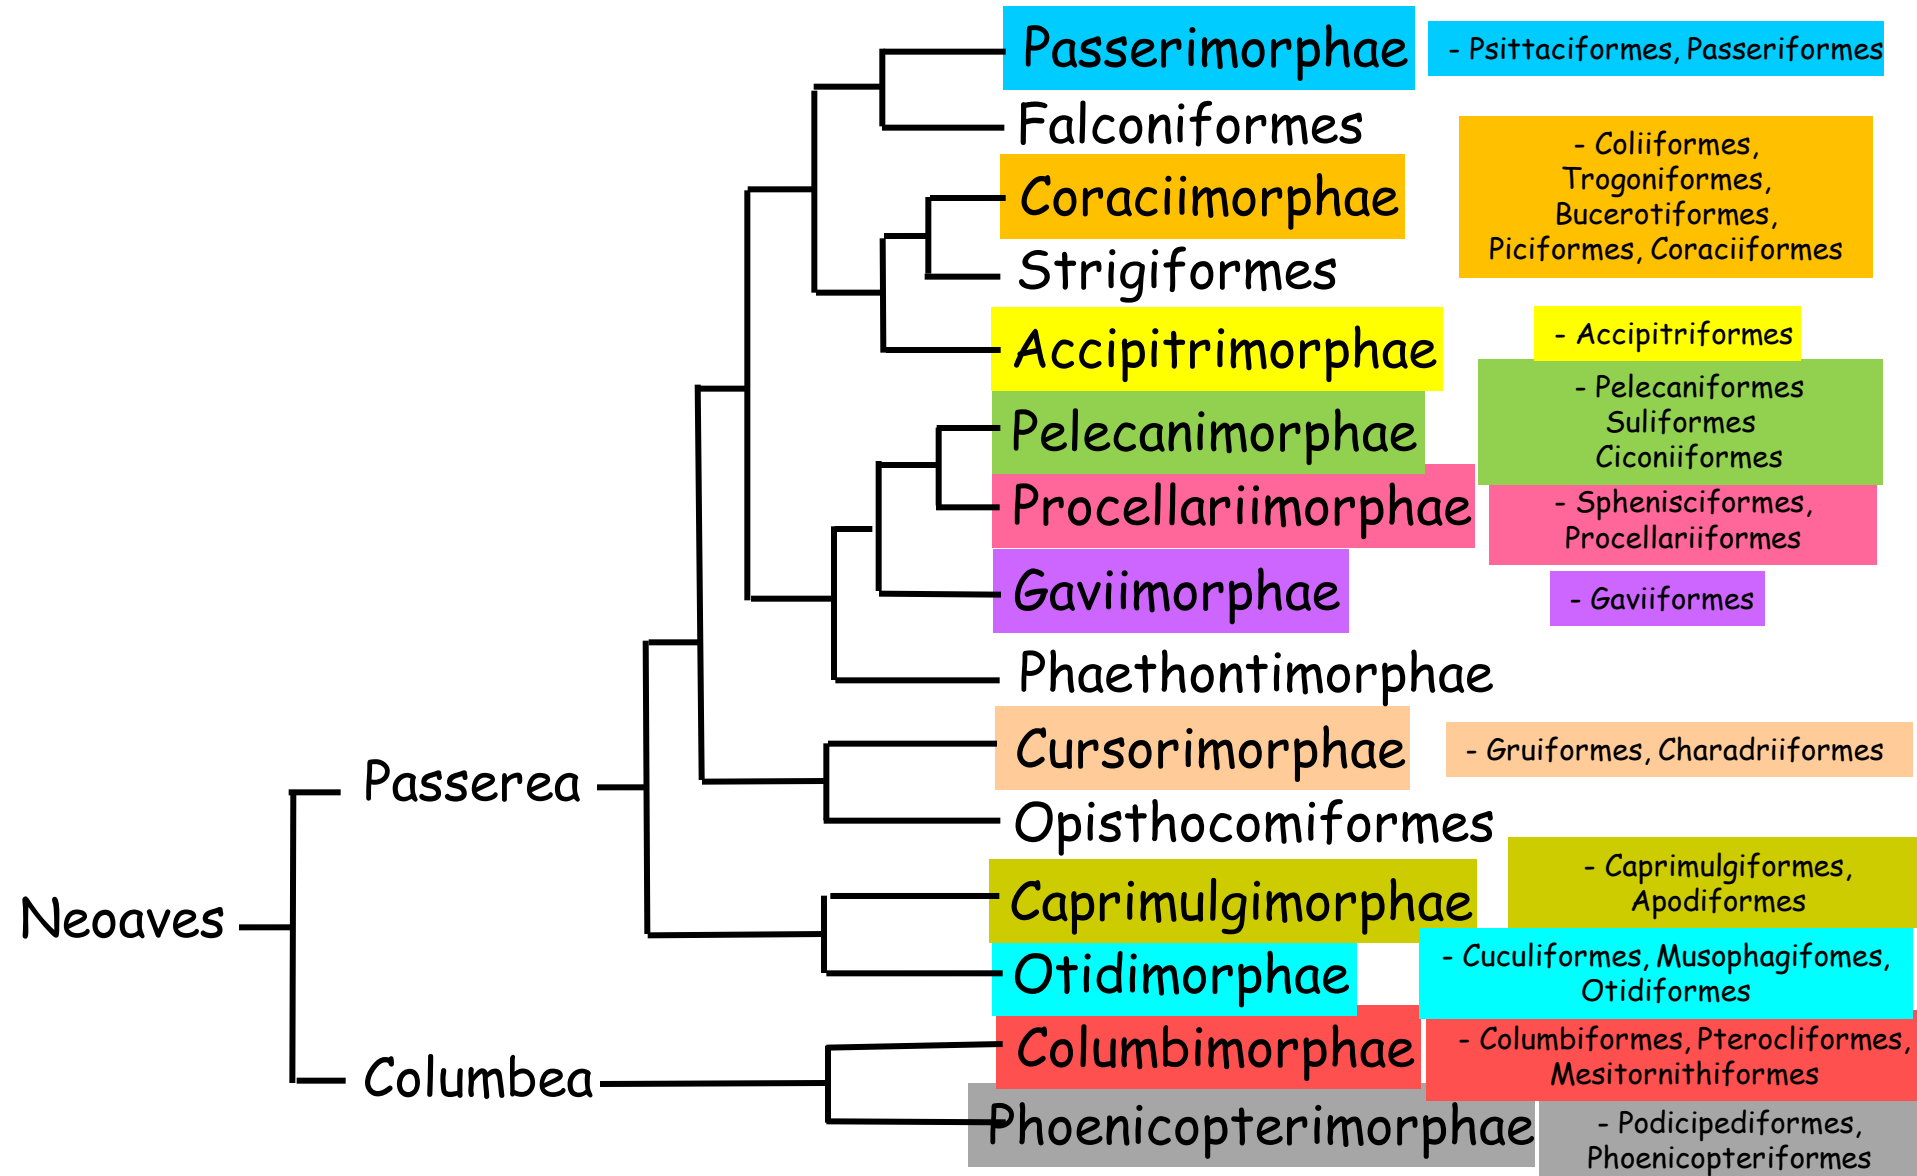 Passerimorphae
- Psittaciformes, Passeriformes
Falconiformes
Coraciimorphae
- Coliiformes,
Trogoniformes,
Bucerotiformes,
Piciformes, Coraciiformes
Strigiformes
Accipitrimorphae
- Accipitriformes
Pelecanimorphae
- Pelecaniformes
Suliformes
Ciconiiformes
Procellariimorphae
- Sphenisciformes,
Procellariiformes
Gaviimorphae
- Gaviiformes
Phaethontimorphae
Cursorimorphae
- Gruiformes, Charadriiformes
Passerea
Opisthocomiformes
Caprimulgimorphae
- Caprimulgiformes,
Apodiformes
Neoaves
Otidimorphae
- Cuculiformes, Musophagifomes,
Otidiformes
Columbea
Columbimorphae
- Columbiformes, Pterocliformes,
Mesitornithiformes
Phoenicopterimorphae
- Podicipediformes,
Phoenicopteriformes